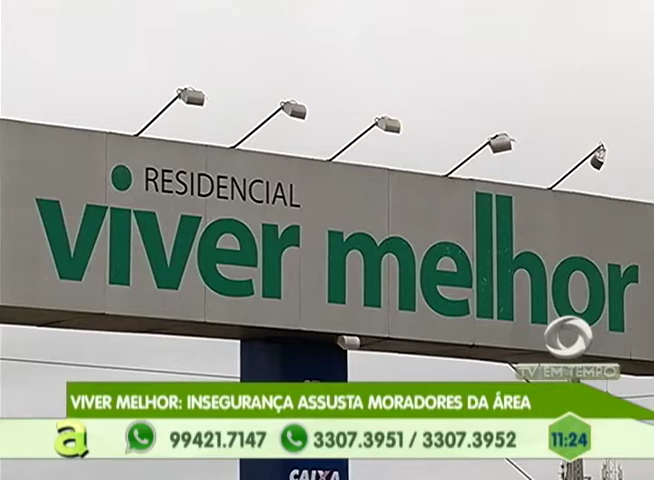 RESIDENCIAL
viver melhor
TV EM TEMPO
VIVER MELHOR: INSEGURANÇA ASSUSTA MORADORES DA ÁREA
a 99421.7147 3307.3951 / 3307.3952 11:24
CAIXA